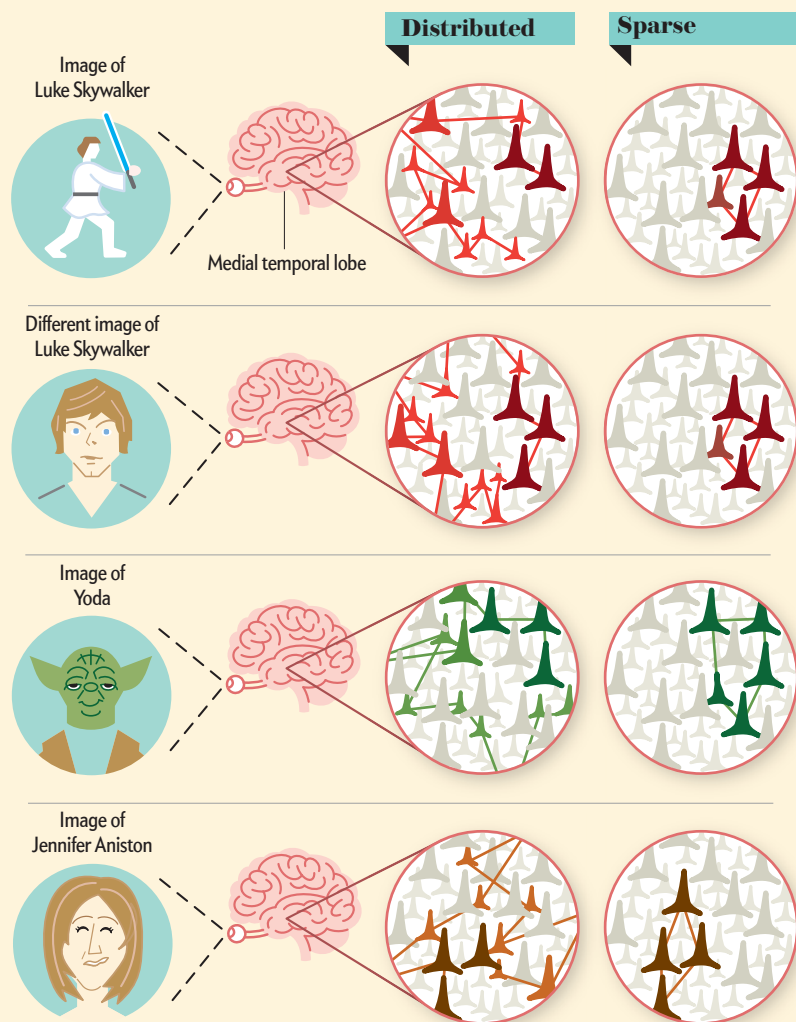 Distributed
Sparse
Image of
Luke Skywalker
Medial temporal lobe
Different image of
Luke Skywalker
Image of
Yoda
Image of
Jennifer Aniston